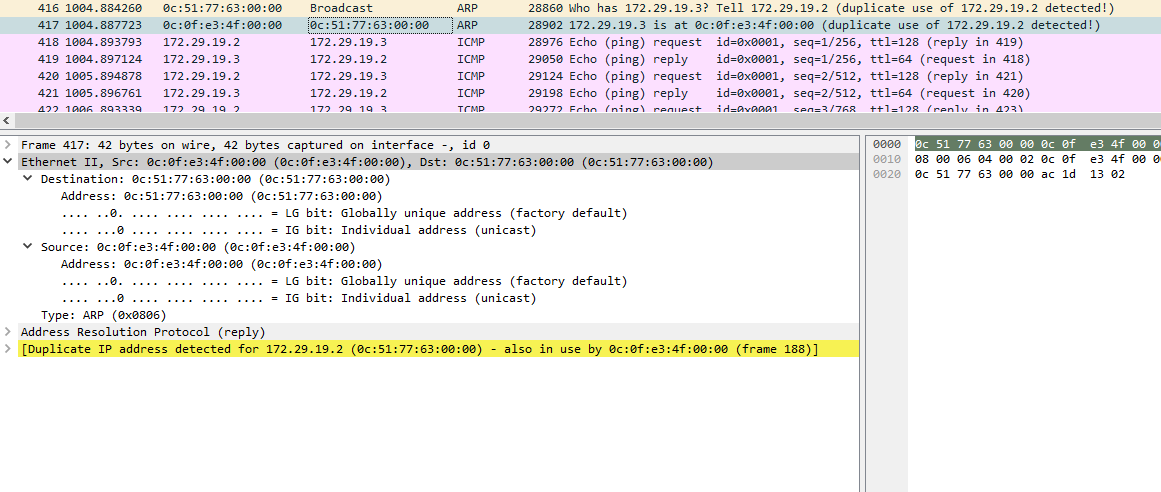 416 1004.884260 0c:51:77:63:00:00 Broadcast ARP 28860 Who has 172.29.19.3? Tell 172.29.19.2 (duplicate use of 172.29.19.2 detected!)
417 1004.887723 0c:0f:e3:4f:00:00 0c:51:77:63:00:00 ARP 28902 172.29.19.3 is at 0c:0f:e3:4f:00:00 (duplicate use of 172.29.19.2 detected!)
418 1004.893793 172.29.19.2 172.29.19.3 ICMP 28976 Echo (ping) request id=0x0001, seq=1/256, ttl=128 (reply in 419)
419 1004.897124 172.29.19.3 172.29.19.2 ICMP 29050 Echo (ping) reply id=0x0001, seq=1/256, ttl=64 (request in 418)
420 1005.894878 172.29.19.2 172.29.19.3 ICMP 29124 Echo (ping) request id=0x0001, seq=2/512, ttl=128 (reply in 421)
421 1005.896761 172.29.19.3 172.29.19.2 ICMP 29198 Echo (ping) reply id=0x0001, seq=2/512, ttl=64 (request in 420)
422 1006.893339 172.29.19.2 172.29.19.3 ICMP 29272 Echo (ping) request id=0x0001, seq=3/768, ttl=128 (reply in 423)
Frame 417: 42 bytes on wire, 42 bytes captured on interface -, id 0
Ethernet II, Src: 0c:0f:e3:4f:00:00 (0c:0f:e3:4f:00:00), Dst: 0c:51:77:63:00:00 (0c:51:77:63:00:00)
Destination: 0c:51:77:63:00:00 (0c:51:77:63:00:00)
Address: 0c:51:77:63:00:00 (0c:51:77:63:00:00)
.... ..0. .... .... .... .... = LG bit: Globally unique address (factory default)
.... ...0 .... .... .... .... = IG bit: Individual address (unicast)
Source: 0c:0f:e3:4f:00:00 (0c:0f:e3:4f:00:00)
Address: 0c:0f:e3:4f:00:00 (0c:0f:e3:4f:00:00)
.... ..0. .... .... .... .... = LG bit: Globally unique address (factory default)
.... ...0 .... .... .... .... = IG bit: Individual address (unicast)
Type: ARP (0x0806)
Address Resolution Protocol (reply)
[Duplicate IP address detected for 172.29.19.2 (0c:51:77:63:00:00) - also in use by 0c:0f:e3:4f:00:00 (frame 188)]
0000 0c 51 77 63 00 00 0c 0f e3 4f 00 00
0010 08 00 06 04 00 02 0c 0f e3 4f 00 00
0020 0c 51 77 63 00 00 ac 1d 13 02